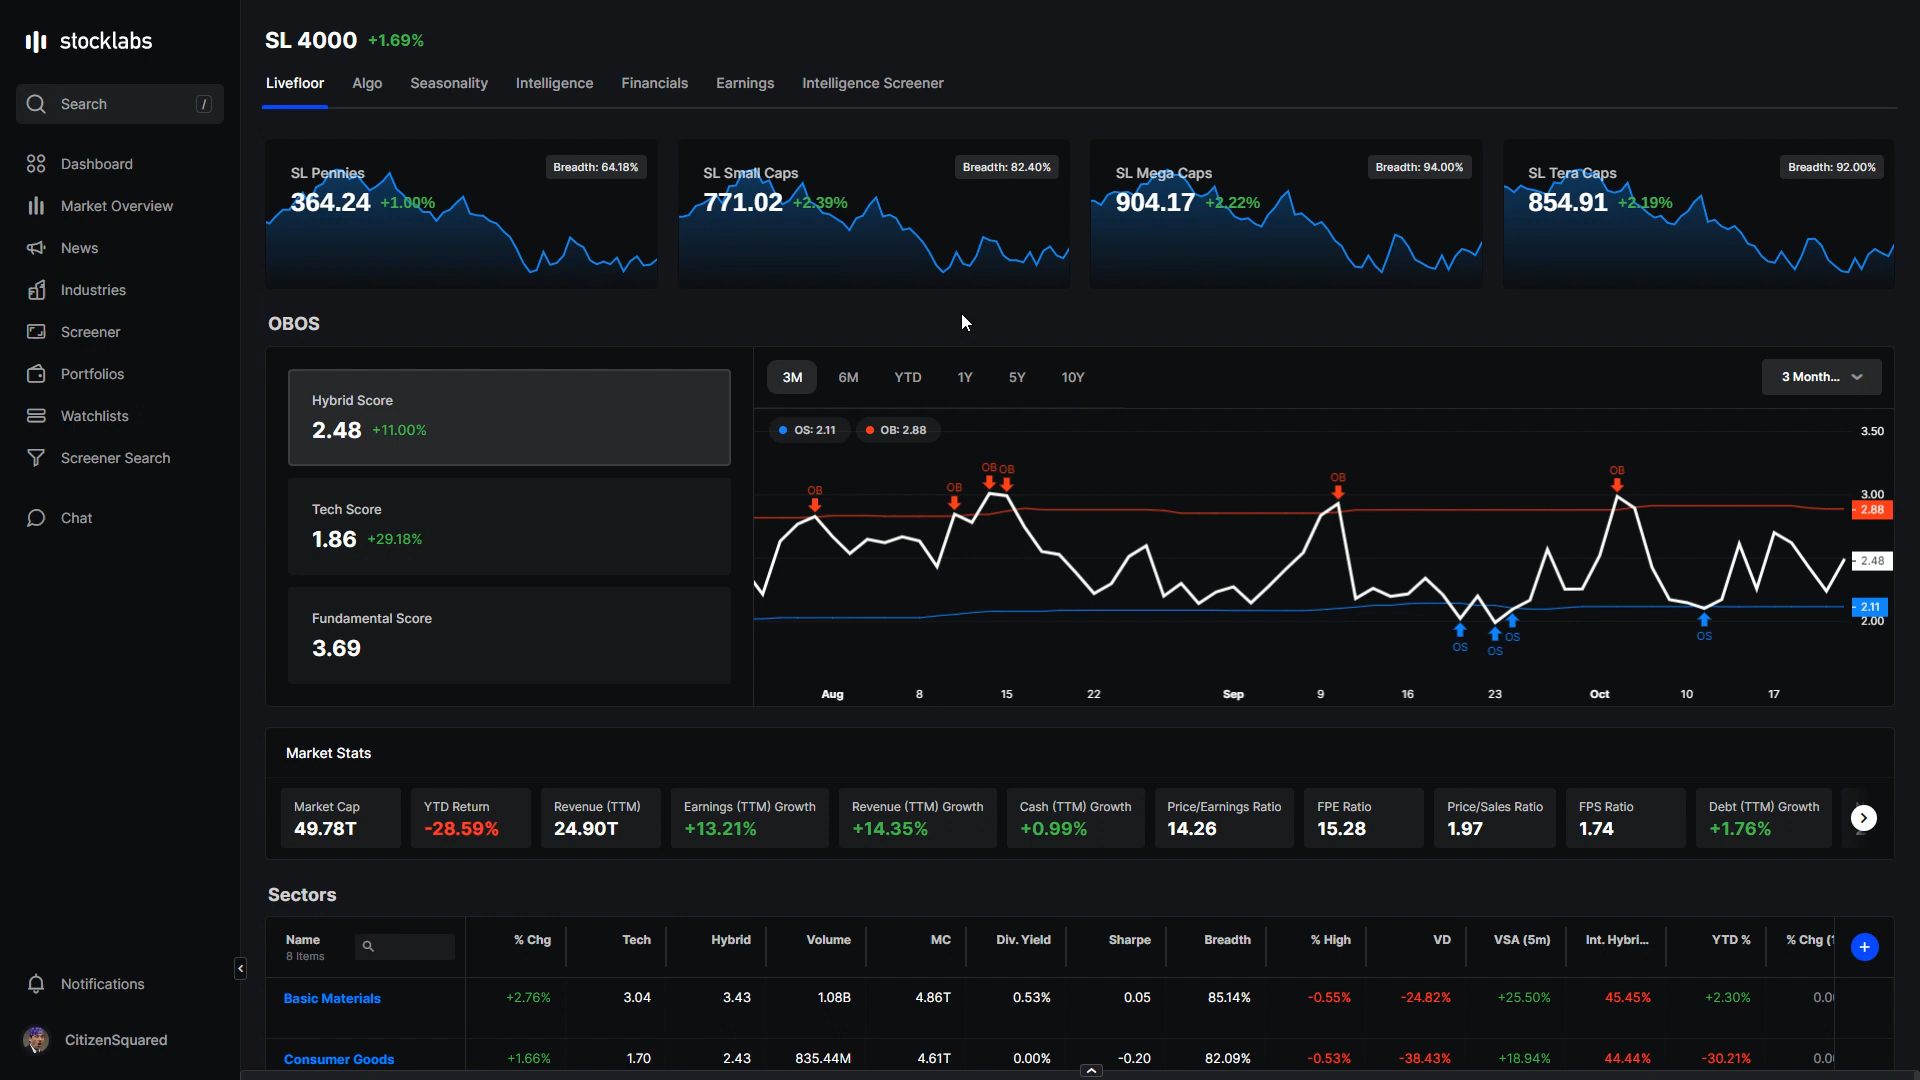 stocklabs
Search /
Dashboard
Market Overview
News
Industries
Screener
Portfolios
Watchlists
Screener Search
Chat
Notifications
CitizenSquared
SL 4000 +1.69%
Livefloor Algo Seasonality Intelligence Financials Earnings Intelligence Screener
SL Pennies Breadth: 64.18%
364.24 +1.00%
SL Small Caps Breadth: 82.40%
771.02 +2.39%
SL Mega Caps Breadth: 94.00%
904.17 +2.22%
SL Tera Caps Breadth: 92.00%
854.91 +2.19%
OBOS
Hybrid Score
2.48 +11.00%
Tech Score
1.86 +29.18%
Fundamental Score
3.69
3M 6M YTD 1Y 5Y 10Y 3 Month...
OS: 2.11 OB: 2.88
3.50
OB OB OB OB OB OB
3.00
2.88
2.48
2.11
2.00
OS OS OS OS
Aug 8 15 22 Sep 9 16 23 Oct 10 17
Market Stats
Market Cap
49.78T
YTD Return
-28.59%
Revenue (TTM)
24.90T
Earnings (TTM) Growth
+13.21%
Revenue (TTM) Growth
+14.35%
Cash (TTM) Growth
+0.99%
Price/Earnings Ratio
14.26
FPE Ratio
15.28
Price/Sales Ratio
1.97
FPS Ratio
1.74
Debt (TTM) Growth
+1.76%
Sectors
Name % Chg Tech Hybrid Volume MC Div. Yield Sharpe Breadth % High VD VSA (5m) Int. Hybri... YTD % % Chg (1
8 Items
Basic Materials +2.76% 3.04 3.43 1.08B 4.86T 0.53% 0.05 85.14% -0.55% -24.82% +25.50% 45.45% +2.30% 0.0
Consumer Goods +1.66% 1.70 2.43 835.44M 4.61T 0.00% -0.20 82.09% -0.53% -38.43% +18.94% 44.44% -30.21% 0.0